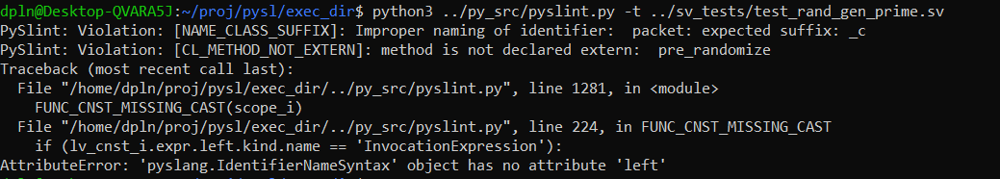 dpln@Desktop-QVARA5J:~/proj/pysl/exec_dir$ python3 ../py_src/pyslint.py -t ../sv_tests/test_rand_gen_prime.sv
PySlint: Violation: [NAME_CLASS_SUFFIX]: Improper naming of identifier:  packet: expected suffix: _c
PySlint: Violation: [CL_METHOD_NOT_EXTERN]: method is not declared extern:  pre_randomize
Traceback (most recent call last):
  File "/home/dpln/proj/pysl/exec_dir/../py_src/pyslint.py", line 1281, in <module>
    FUNC_CNST_MISSING_CAST(scope_i)
  File "/home/dpln/proj/pysl/exec_dir/../py_src/pyslint.py", line 224, in FUNC_CNST_MISSING_CAST
    if (lv_cnst_i.expr.left.kind.name == 'InvocationExpression'):
AttributeError: 'pyslang.IdentifierNameSyntax' object has no attribute 'left'